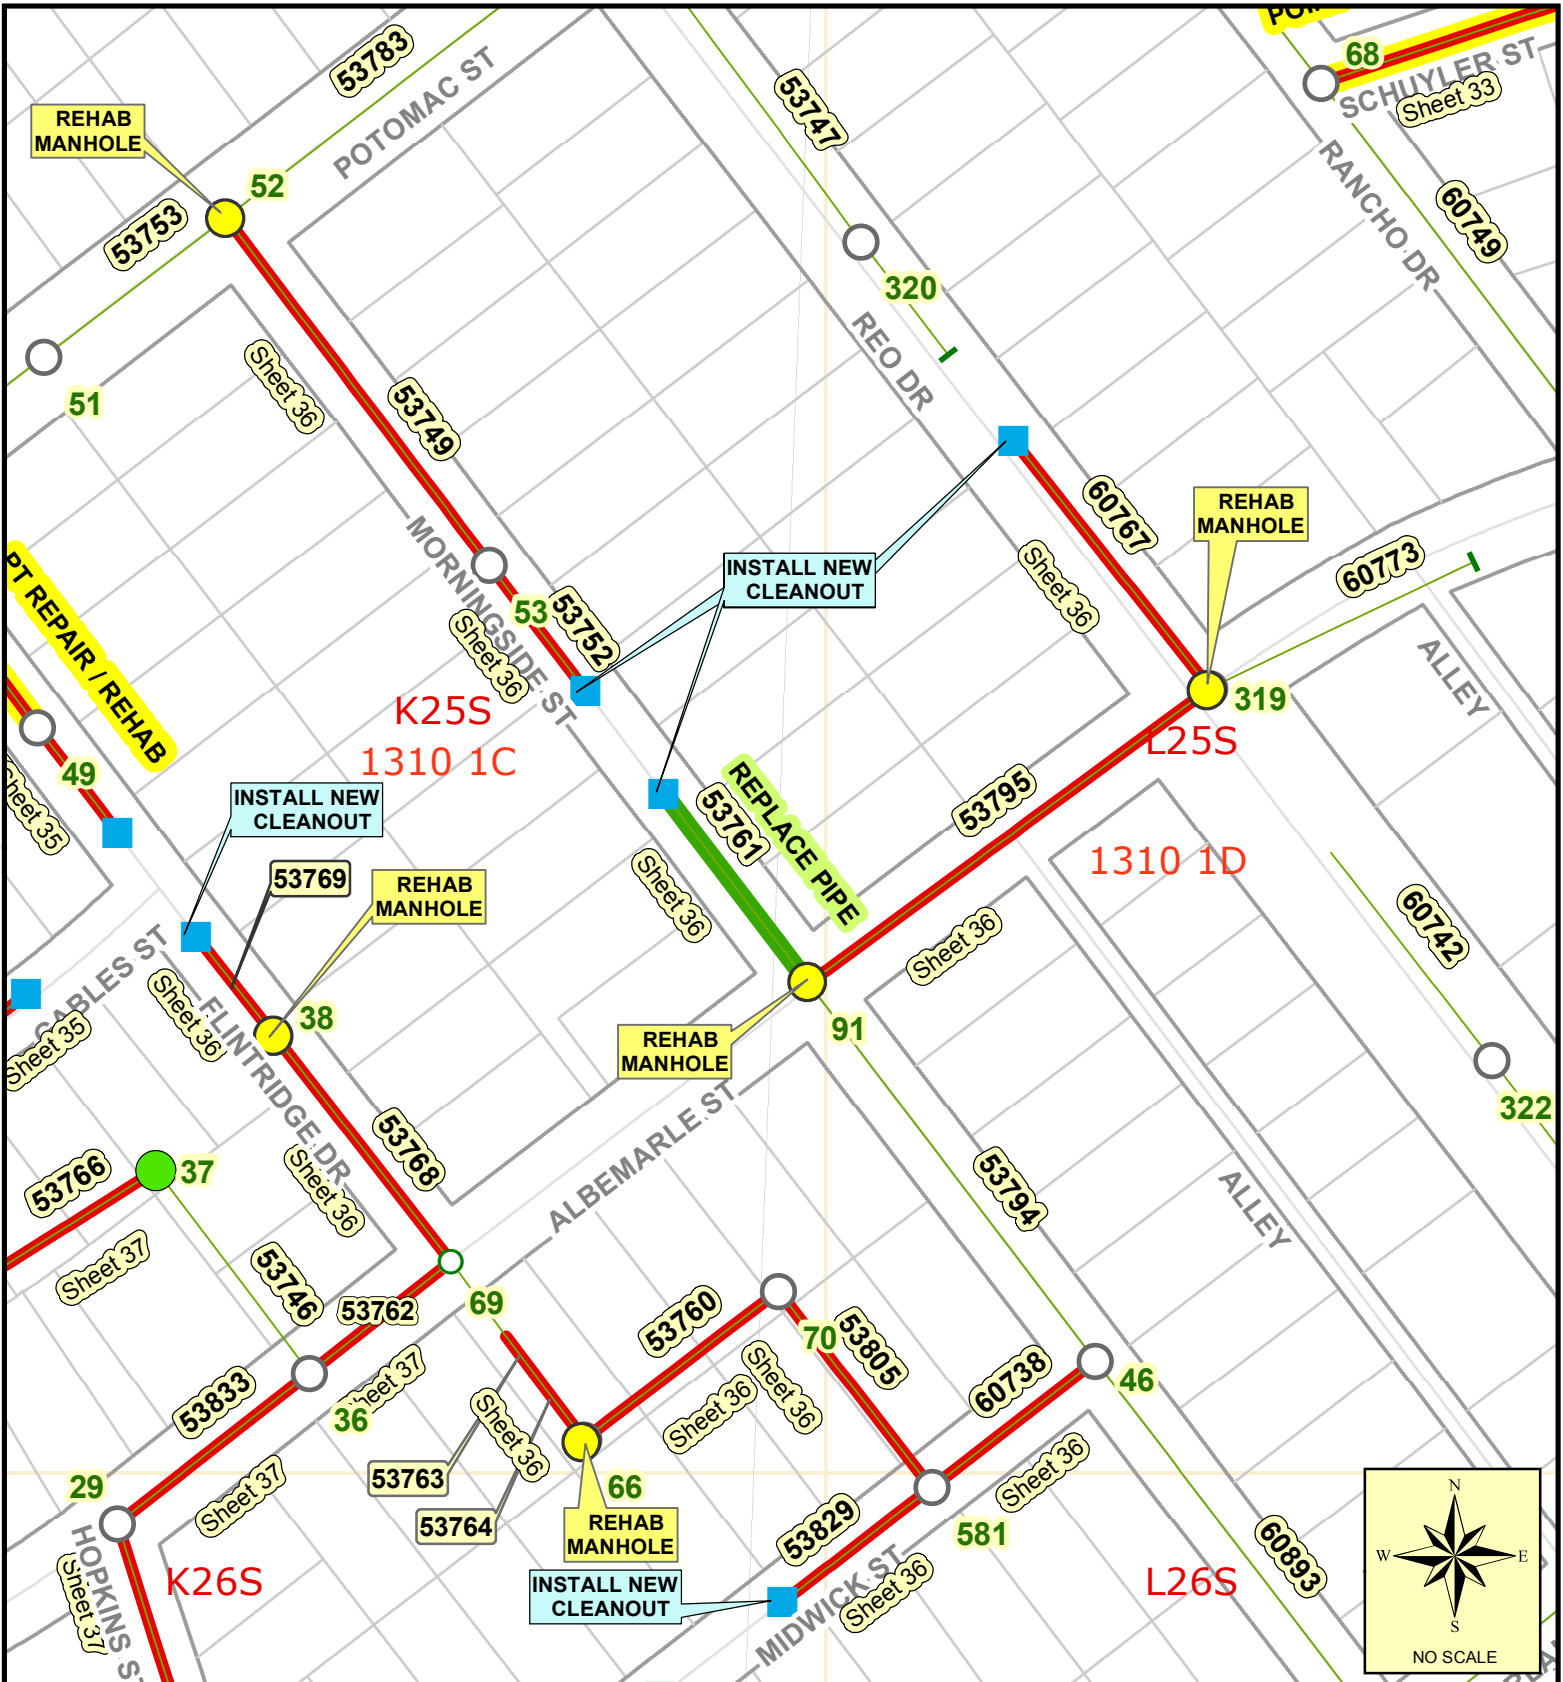 53783
POTOMAC ST
REHAB
MANHOLE
52
53753
51
Sheet 36
53749
53747
320
REO DR
68
SCHUYLER ST
Sheet 33
RANCHO DR
60749
60767
REHAB
MANHOLE
60773
Sheet 36
INSTALL NEW
CLEANOUT
MORNINGSIDE ST
53
53752
Sheet 36
PT REPAIR / REHAB
49
Sheet 35
K25S
1310 1C
319
L25S
ALLEY
REPLACE PIPE
53761
53795
1310 1D
INSTALL NEW
CLEANOUT
53769
REHAB
MANHOLE
Sheet 36
Sheet 36
60742
GABLES ST
Sheet 35
Sheet 36
FLINTRIDGE DR
38
REHAB
MANHOLE
91
322
53768
ALBEMARLE ST
53766
37
Sheet 36
Sheet 37
53746
53762
69
53794
ALLEY
53760
70
53805
Sheet 36
Sheet 36
60738
46
53833
36
Sheet 37
Sheet 36
53763
53764
66
REHAB
MANHOLE
29
Sheet 37
HOPKINS ST
Sheet 37
K26S
53829
581
Sheet 36
INSTALL NEW
CLEANOUT
MIDWICK ST
Sheet 36
L26S
60893
N
W
E
S
NO SCALE